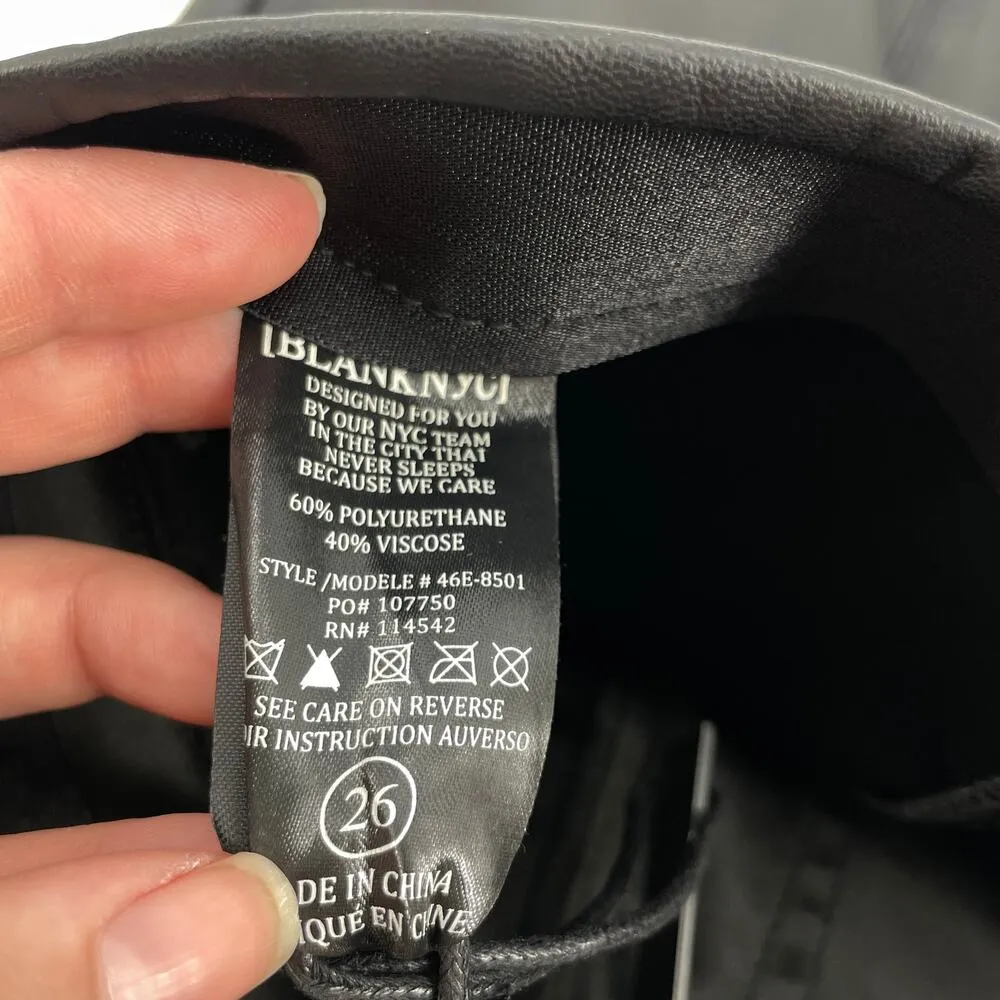 [BLANKNYC]
DESIGNED FOR YOU
BY OUR NYC TEAM
IN THE CITY THAT
NEVER SLEEPS
BECAUSE WE CARE
60% POLYURETHANE
40% VISCOSE
STYLE /MODELE # 46E-8501
PO# 107750
RN# 114542
SEE CARE ON REVERSE
IR INSTRUCTION AUVERSO
26
DE IN CHINA
IQUÉ EN CHINE